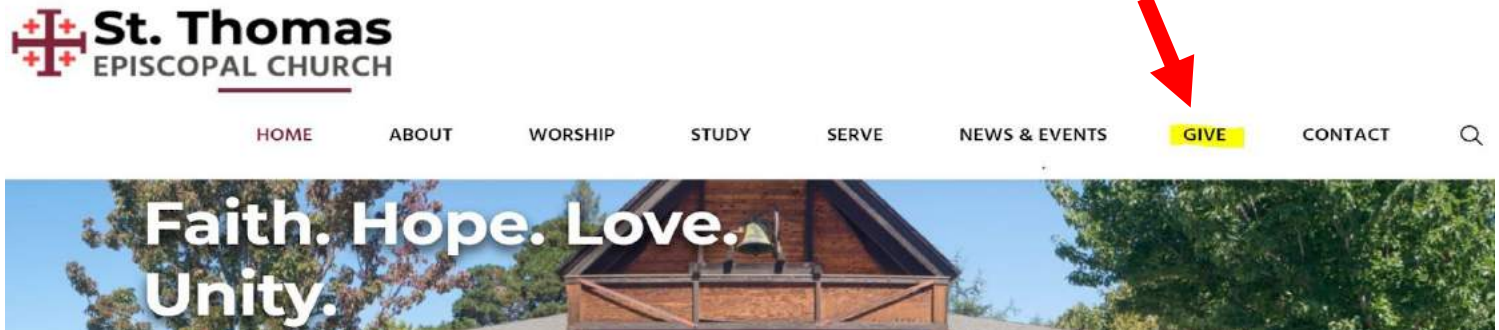 St. Thomas
EPISCOPAL CHURCH
HOME ABOUT WORSHIP STUDY SERVE NEWS & EVENTS GIVE CONTACT
Faith. Hope. Love.
Unity.